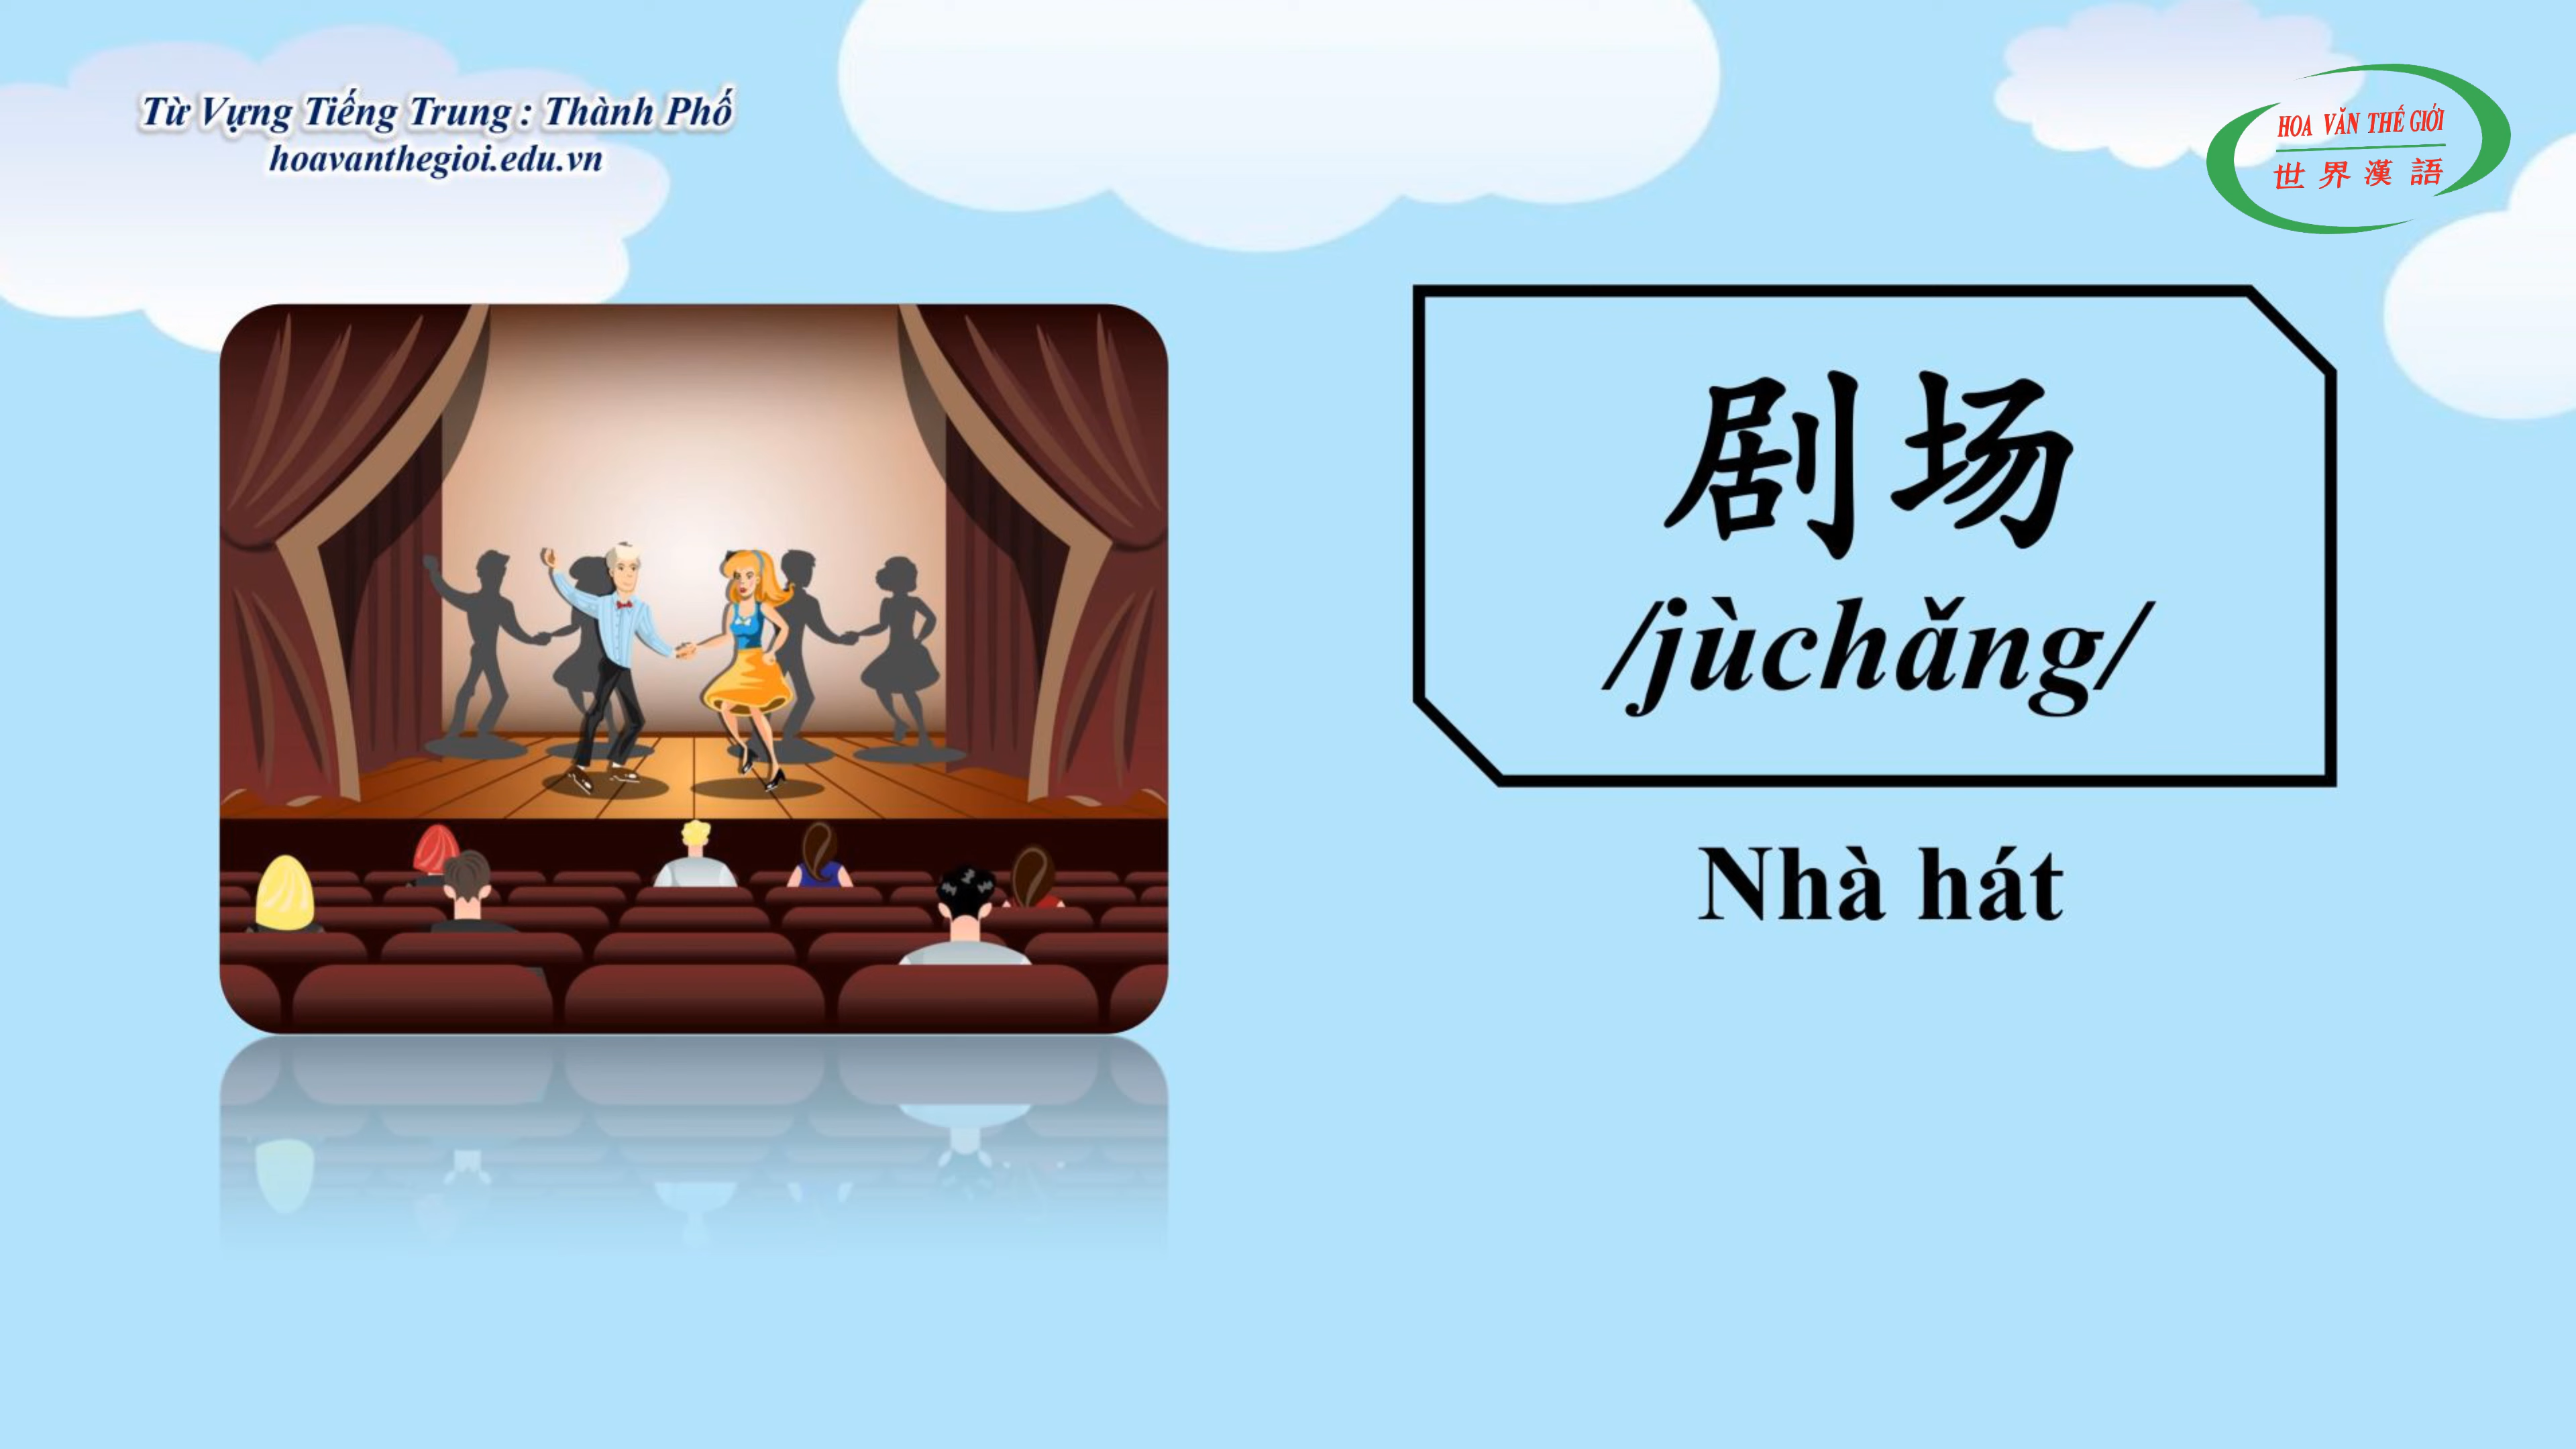 Từ Vựng Tiếng Trung : Thành Phố
hoavanthegioi.edu.vn
HOA VĂN THẾ GIỚI
世界漢語
剧场
/jùchǎng/
Nhà hát